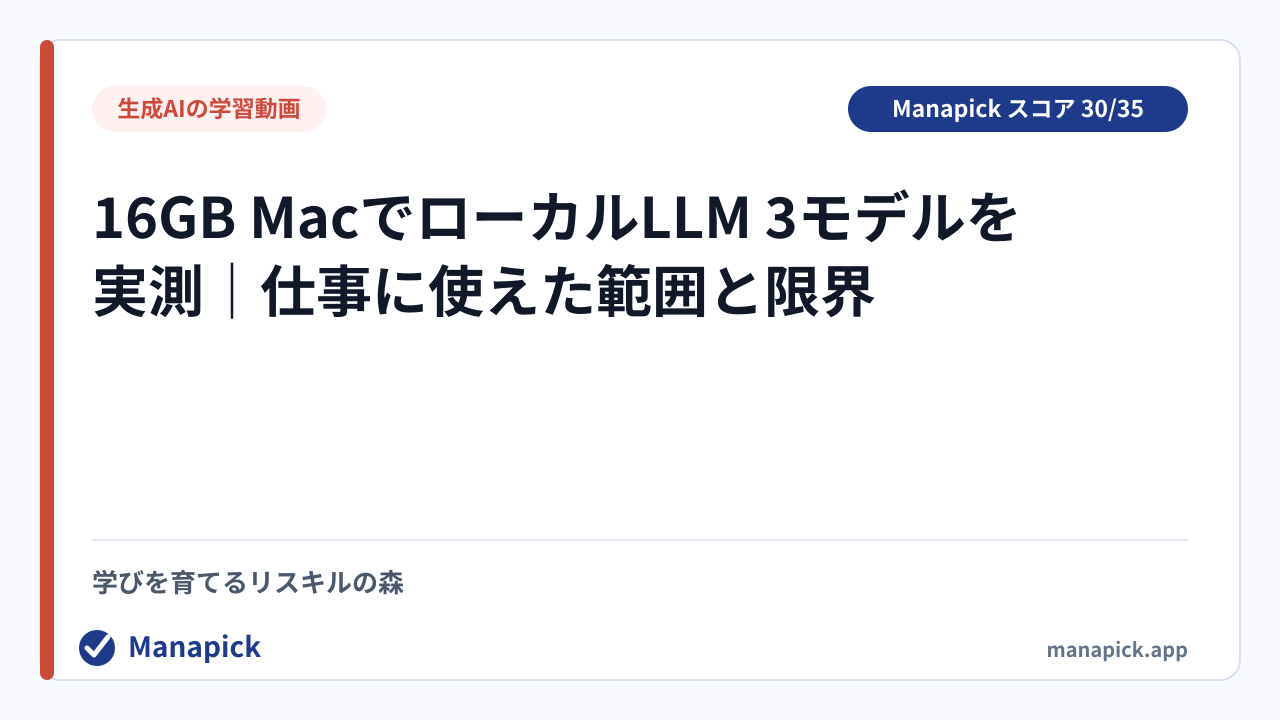 生成AIの学習動画
Manapick スコア 30/35
16GB MacでローカルLLM 3モデルを
実測｜仕事に使えた範囲と限界
学びを育てるリスキルの森
Manapick
manapick.app